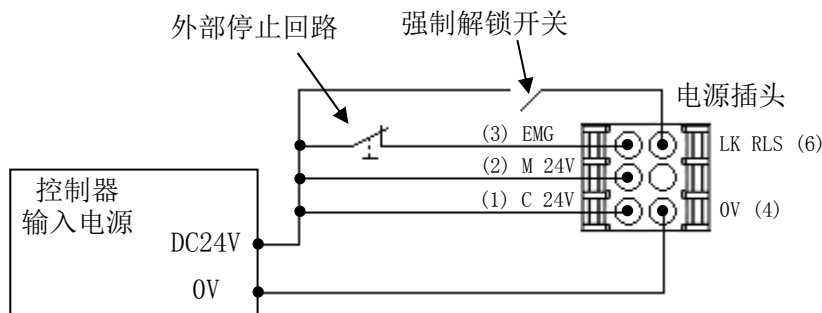 外部停止回路
强制解锁开关
电源插头
(3) EMG
LK RLS (6)
(2) M 24V
(1) C 24V
0V (4)
控制器
输入电源
DC24V
0V